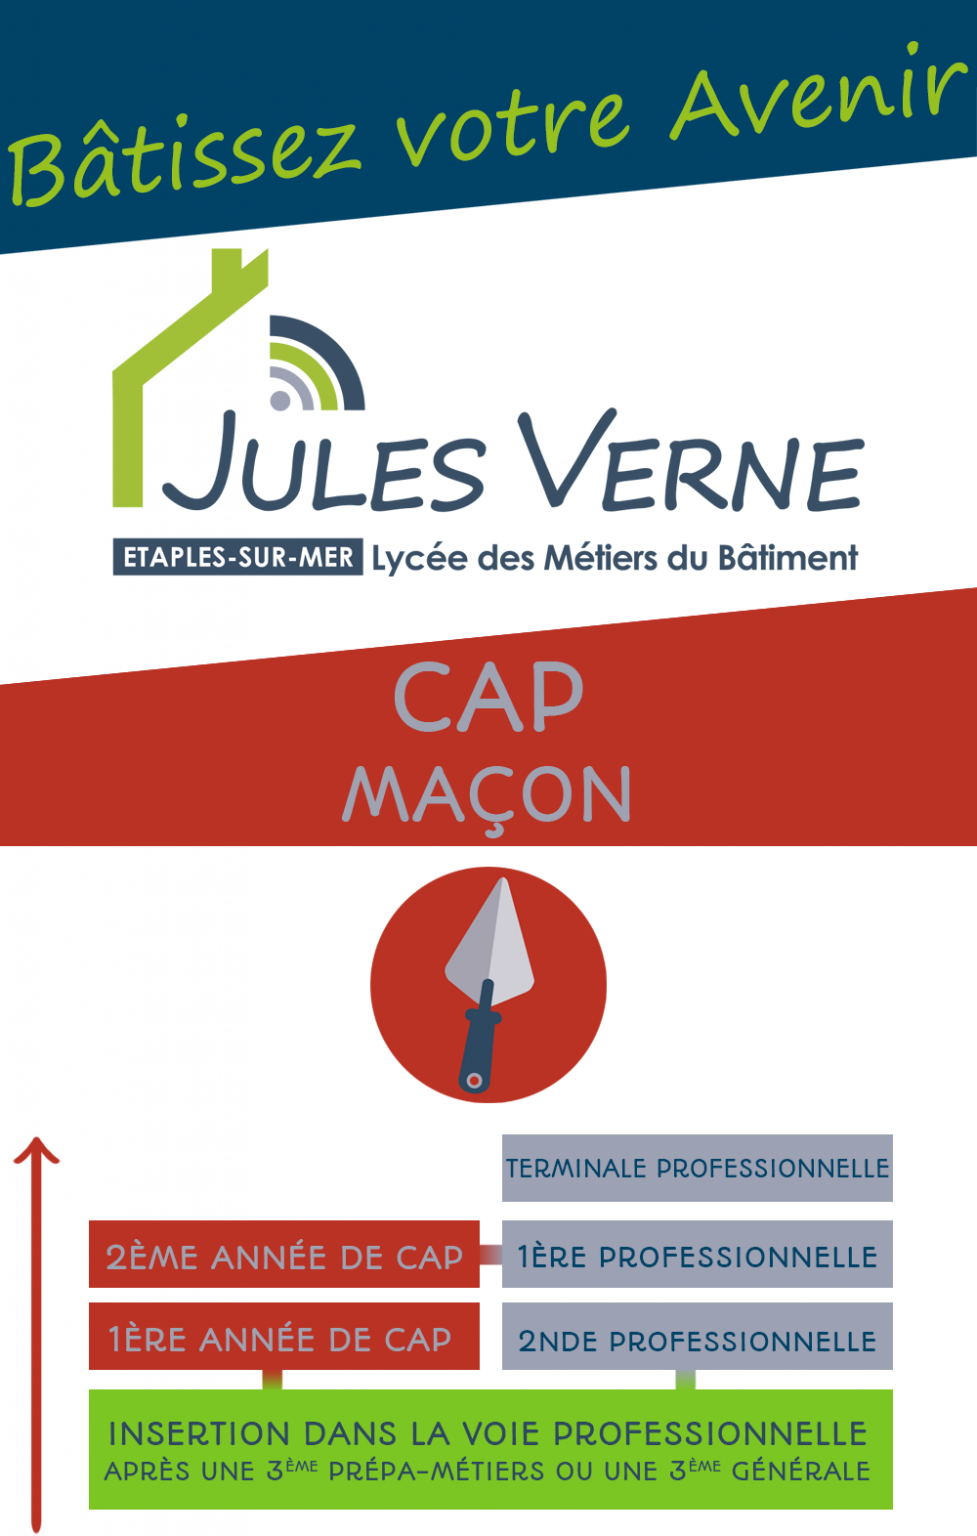 Bâtissez votre Avenir
JULES VERNE
ETAPLES-SUR-MER Lycée des Métiers du Bâtiment
CAP
MAÇON
TERMINALE PROFESSIONNELLE
2ÈME ANNÉE DE CAP 1ÈRE PROFESSIONNELLE
1ÈRE ANNÉE DE CAP 2NDE PROFESSIONNELLE
INSERTION DANS LA VOIE PROFESSIONNELLE
APRÈS UNE 3ÈME PRÉPA-MÉTIERS OU UNE 3ÈME GÉNÉRALE